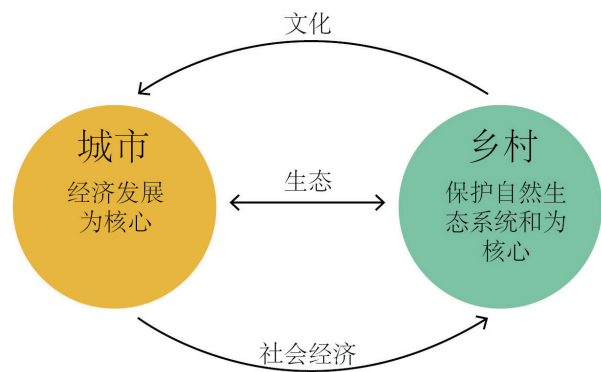 文化
城市
经济发展
为核心
生态
乡村
保护自然生
态系统和为
核心
社会经济